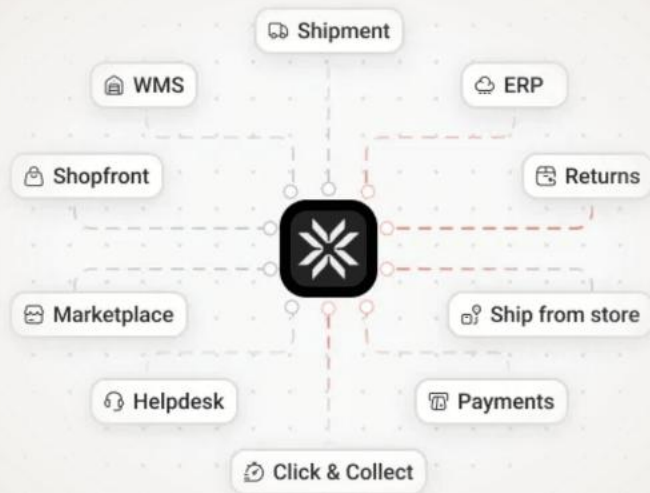 Shipment
WMS
ERP
Shopfront
Returns
Marketplace
Ship from store
Helpdesk
Payments
Click & Collect